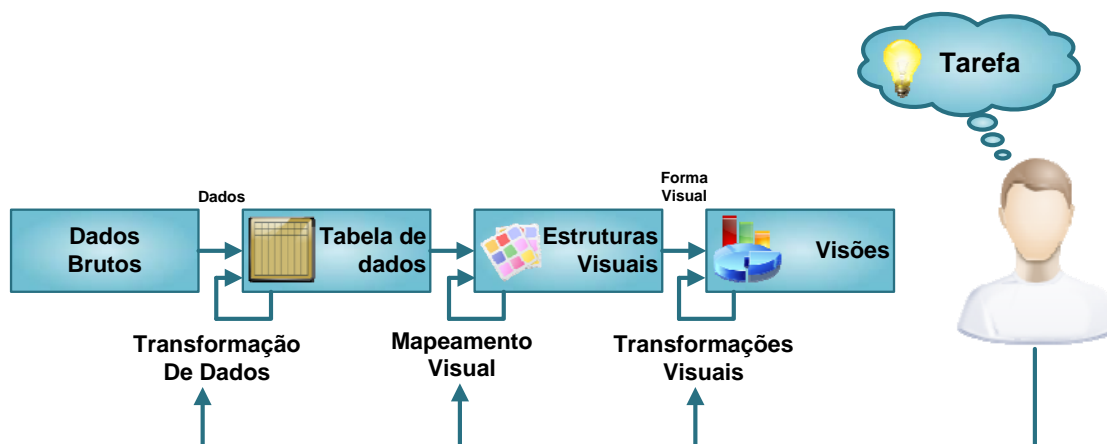 Tarefa
Forma
Visual
Dados
Dados
Brutos
Tabela de
dados
Estruturas
Visuais
Visões
Transformação
De Dados
Mapeamento
Visual
Transformações
Visuais